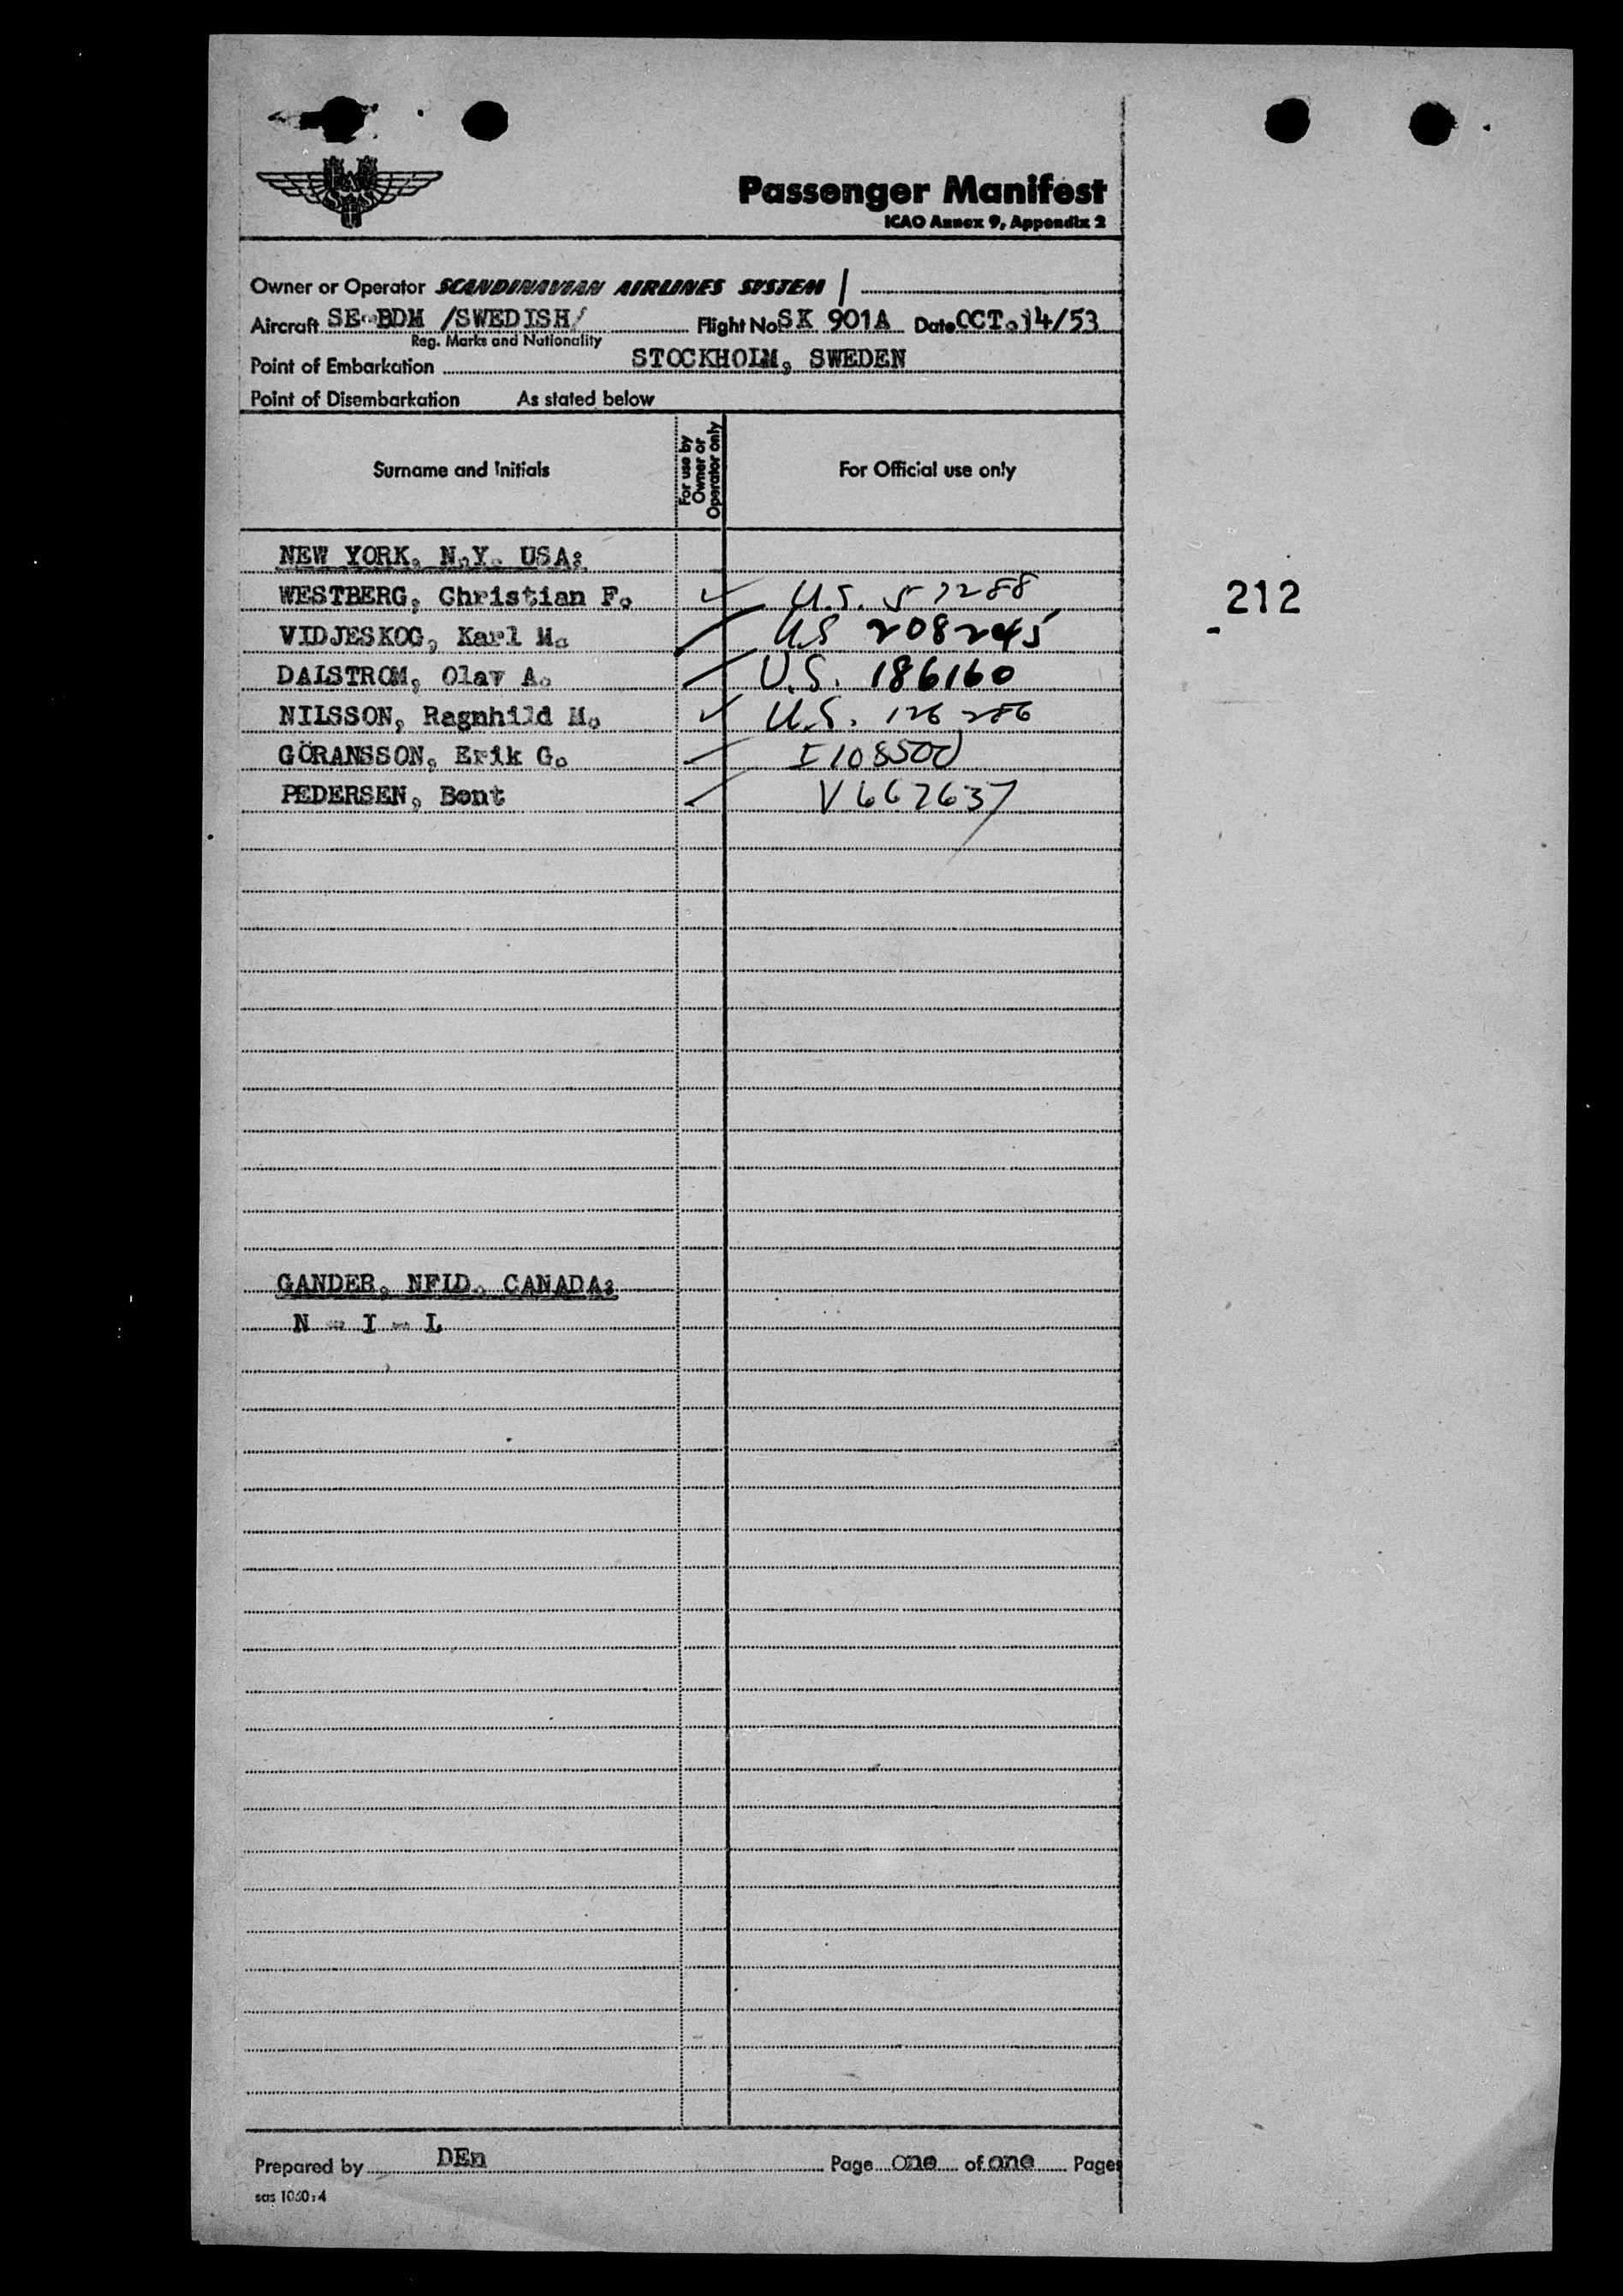 Passenger Manifest
ICAO Annex 9, Appendix 2
Owner or Operator SCANDINAVIAN AIRLINES SYSTEM /
Aircraft SE-BDM /SWEDISH/ Flight No SK 901A Date OCT.14/53
Reg. Marks and Nationality
Point of Embarkation STOCKHOLM, SWEDEN
Point of Disembarkation As stated below
Surname and Initials For use by Owner or Operator only For Official use only
NEW YORK, N.Y. USA:
WESTBERG, Christian F. ✓ U.S.
212
VIDJESKOG, Karl M. / US 208245
DALSTROM, Olav A. / U.S. 186160
NILSSON, Ragnhild M. ✓ U.S. 126286
GÖRANSSON, Erik G. / I108500
PEDERSEN, Bent / V662637
GANDER, NFLD. CANADA:
N - I - L
Prepared by DEn Page one of one Pages
sas 1030:4